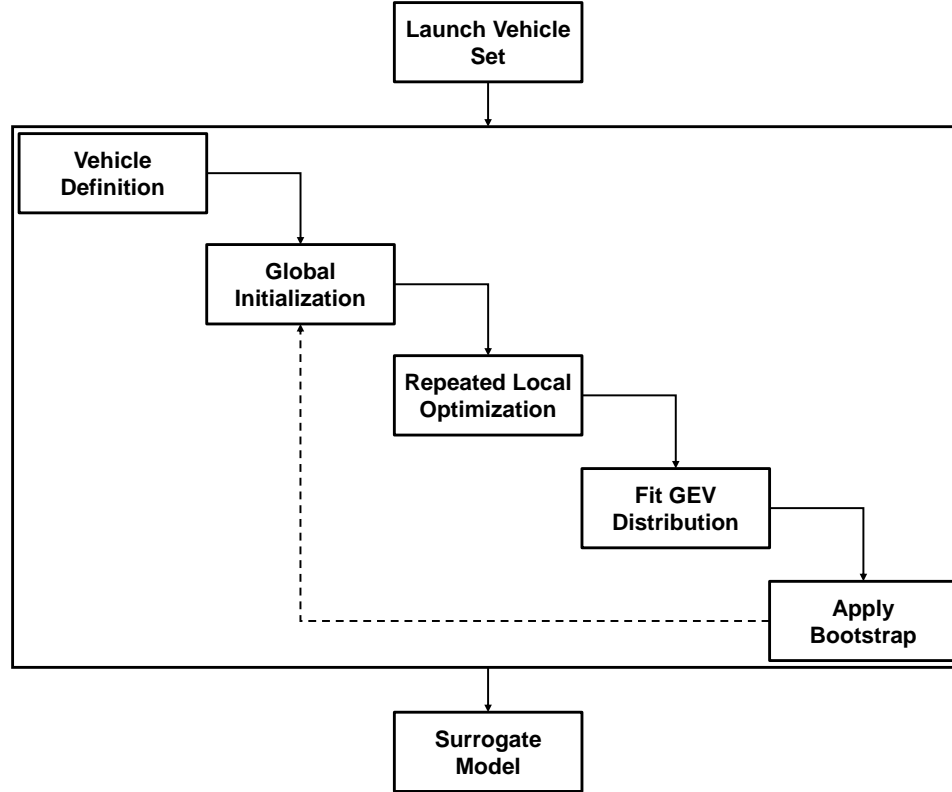 Launch Vehicle
Set
Vehicle
Definition
Global
Initialization
Repeated Local
Optimization
Fit GEV
Distribution
Apply
Bootstrap
Surrogate
Model